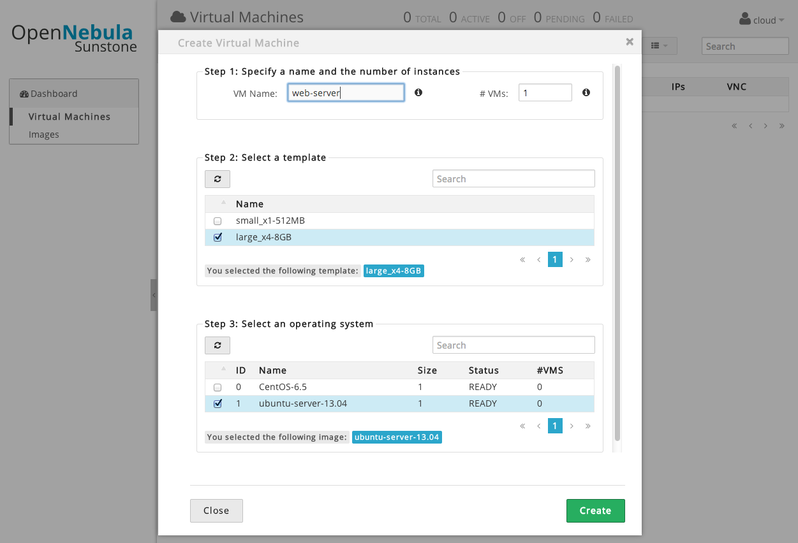 OpenNebula
Sunstone
Virtual Machines
0 TOTAL 0 ACTIVE 0 OFF 0 PENDING 0 FAILED
cloud
Create Virtual Machine
Search
Dashboard
Virtual Machines
Images
IPs VNC
Step 1: Specify a name and the number of instances
VM Name: web-server # VMs: 1
Step 2: Select a template
Search
Name
small_x1-512MB
large_x4-8GB
« ‹ 1 › »
You selected the following template: large_x4-8GB
Step 3: Select an operating system
Search
ID Name Size Status #VMS
0 CentOS-6.5 1 READY 0
1 ubuntu-server-13.04 1 READY 0
« ‹ 1 › »
You selected the following image: ubuntu-server-13.04
Close Create